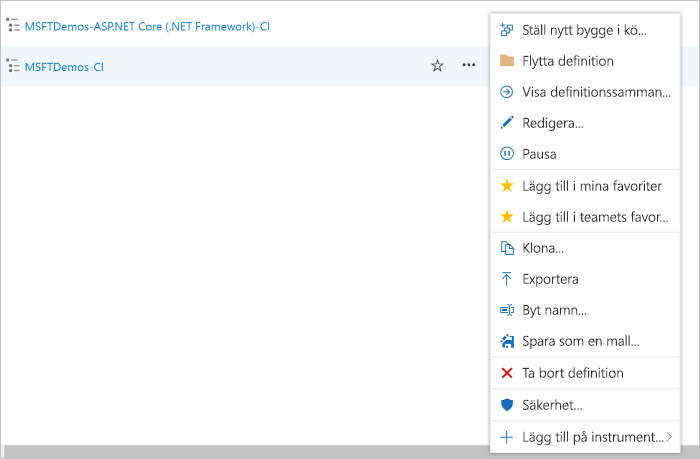 MSFTDemos-ASP.NET Core (.NET Framework)-CI
MSFTDemos-CI
Ställ nytt bygge i kö...
Flytta definition
Visa definitionssamman...
Redigera...
Pausa
Lägg till i mina favoriter
Lägg till i teamets favor...
Klona...
Exportera
Byt namn...
Spara som en mall...
Ta bort definition
Säkerhet...
Lägg till på instrument...